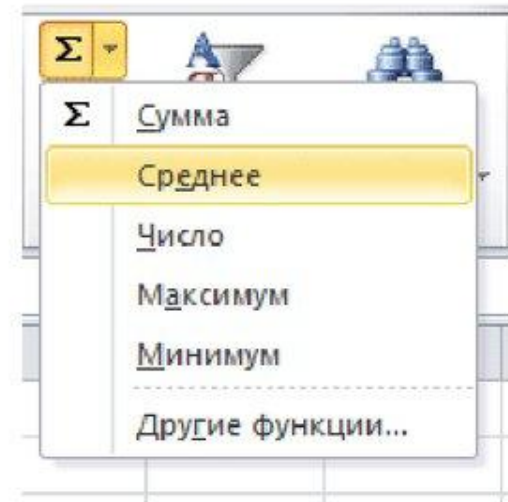 Σ
А
Я
Σ Сумма
Среднее
Число
Максимум
Минимум
Другие функции...